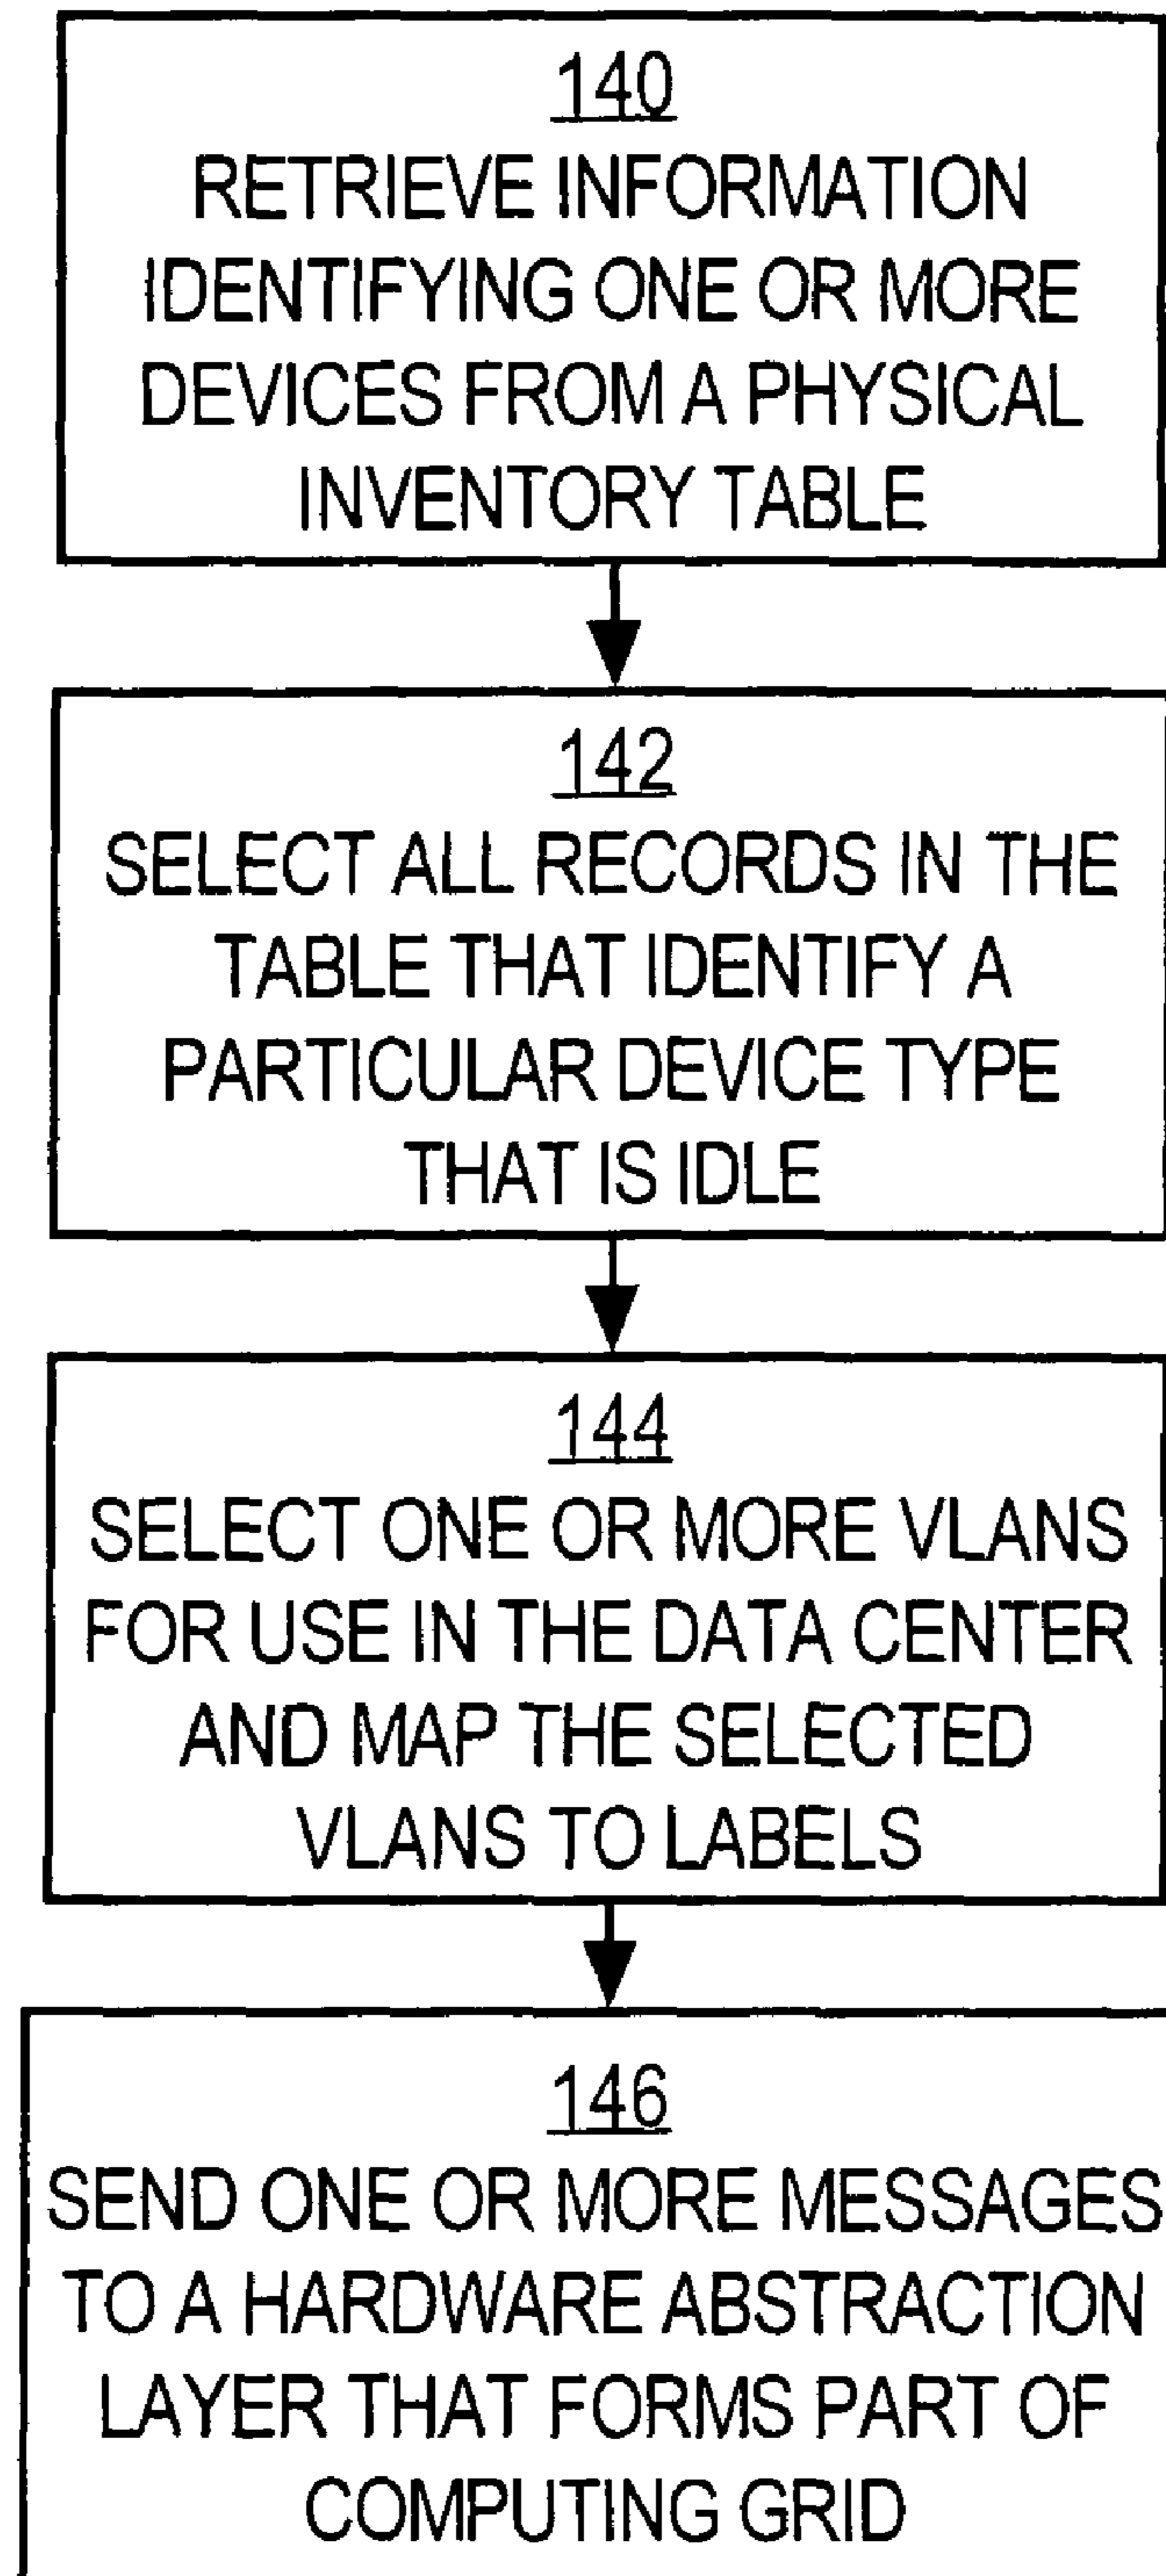 140
RETRIEVE INFORMATION
IDENTIFYING ONE OR MORE
DEVICES FROM A PHYSICAL
INVENTORY TABLE
142
SELECT ALL RECORDS IN THE
TABLE THAT IDENTIFY A
PARTICULAR DEVICE TYPE
THAT IS IDLE
144
SELECT ONE OR MORE VLANS
FOR USE IN THE DATA CENTER
AND MAP THE SELECTED
VLANS TO LABELS
146
SEND ONE OR MORE MESSAGES
TO A HARDWARE ABSTRACTION
LAYER THAT FORMS PART OF
COMPUTING GRID